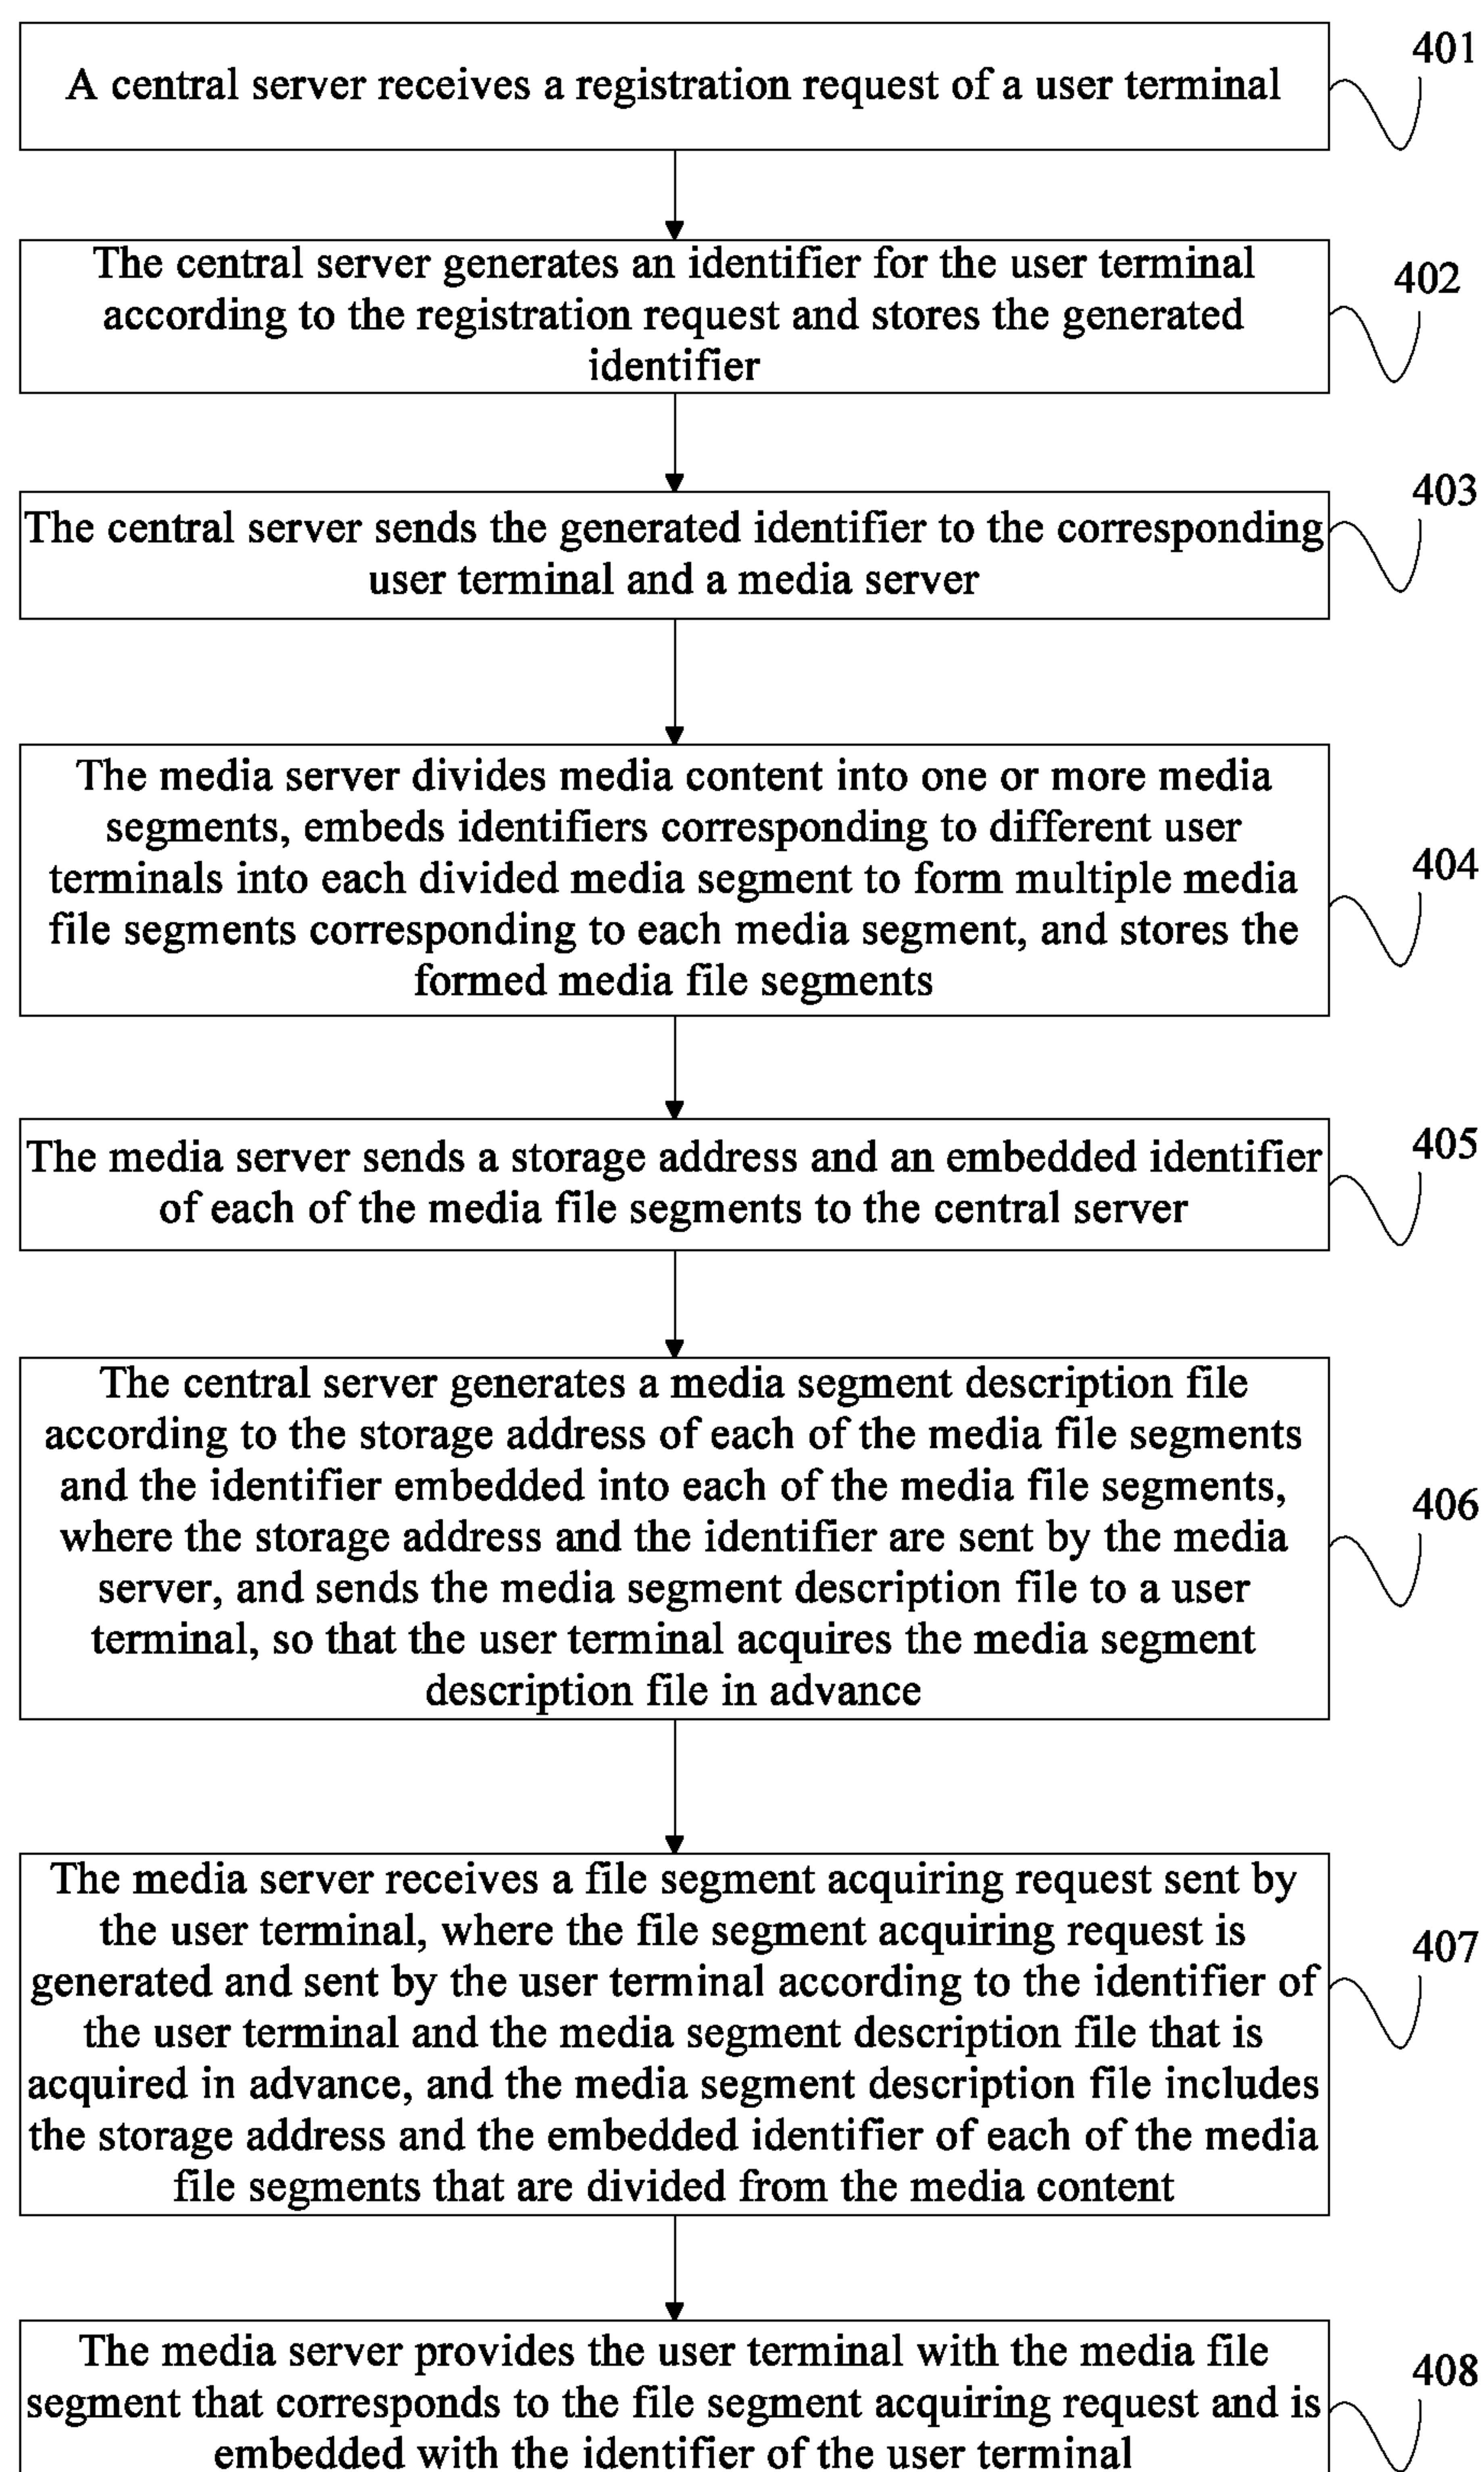 A central server receives a registration request of a user terminal
401
The central server generates an identifier for the user terminal
according to the registration request and stores the generated
identifier
402
The central server sends the generated identifier to the corresponding
user terminal and a media server
403
The media server divides media content into one or more media
segments, embeds identifiers corresponding to different user
terminals into each divided media segment to form multiple media
file segments corresponding to each media segment, and stores the
formed media file segments
404
The media server sends a storage address and an embedded identifier
of each of the media file segments to the central server
405
The central server generates a media segment description file
according to the storage address of each of the media file segments
and the identifier embedded into each of the media file segments,
where the storage address and the identifier are sent by the media
server, and sends the media segment description file to a user
terminal, so that the user terminal acquires the media segment
description file in advance
406
The media server receives a file segment acquiring request sent by
the user terminal, where the file segment acquiring request is
generated and sent by the user terminal according to the identifier of
the user terminal and the media segment description file that is
acquired in advance, and the media segment description file includes
the storage address and the embedded identifier of each of the media
file segments that are divided from the media content
407
The media server provides the user terminal with the media file
segment that corresponds to the file segment acquiring request and is
embedded with the identifier of the user terminal
408